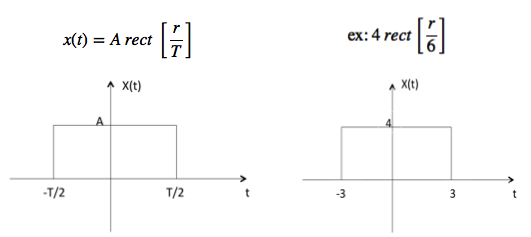 x(t) = A rect [r/T]
X(t)
A
-T/2
T/2
t
ex: 4 rect [r/6]
X(t)
4
-3
3
t